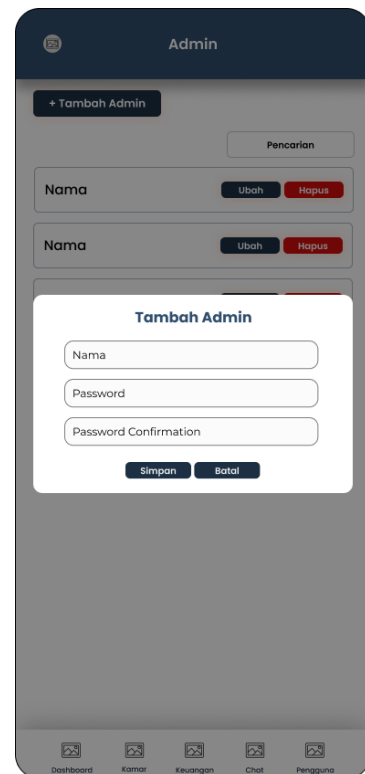 Admin
+ Tambah Admin
Pencarian
Nama Ubah Hapus
Nama Ubah Hapus
Tambah Admin
Nama
Password
Password Confirmation
Simpan Batal
Dashboard Kamar Keuangan Chat Pengguna